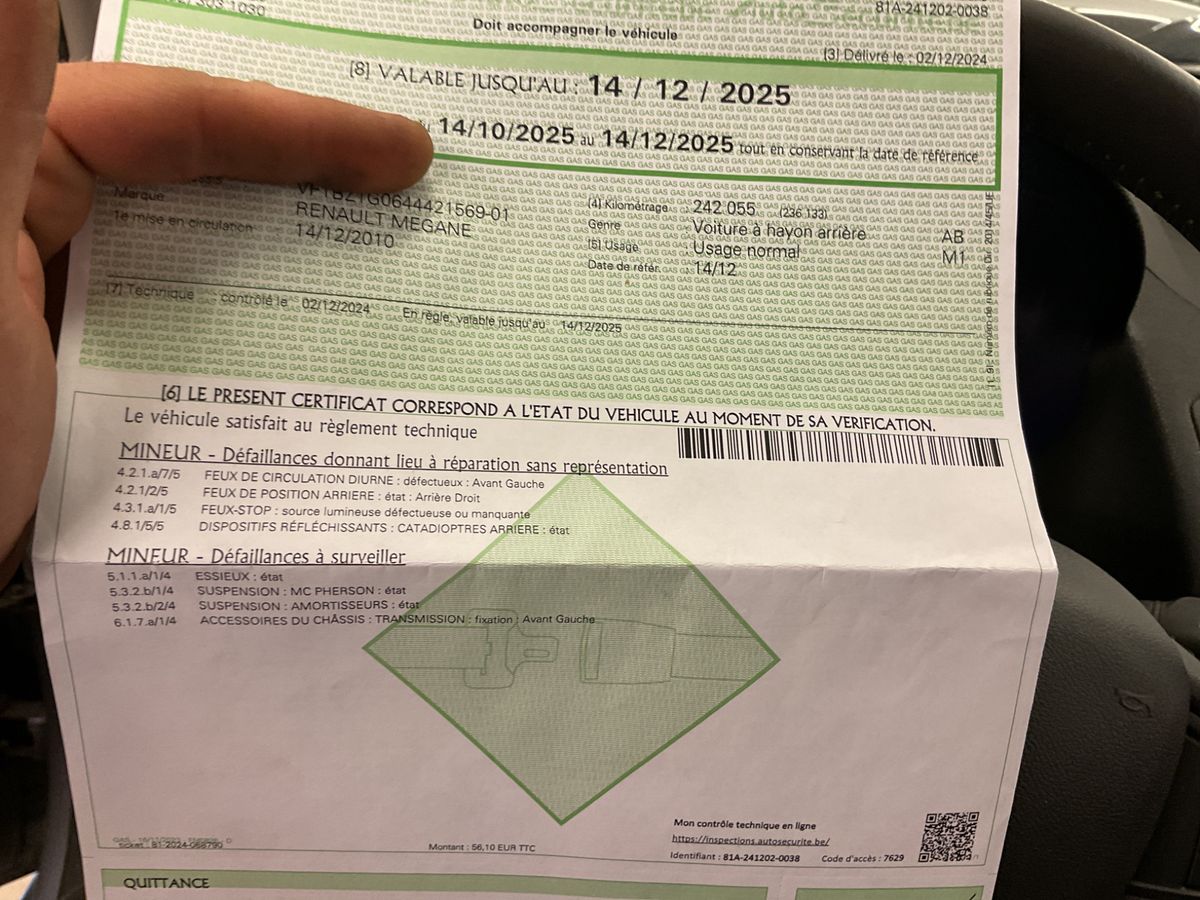 303 1030
81A-241202-0038
Doit accompagner le véhicule
[3] Délivré le : 02/12/2024
[8] VALABLE JUSQU'AU : 14 / 12 / 2025
14/10/2025 au 14/12/2025 tout en conservant la date de référence
VF1BZ1G0644421569-01
Marque RENAULT MEGANE
1e mise en circulation 14/12/2010
[4] Kilométrage 242 055 (236 133)
Genre Voiture à hayon arrière AB
[5] Usage Usage normal M1
Date de référ. 14/12
[7] Technique contrôlé le 02/12/2024 En règle, valable jusqu'au 14/12/2025
[6] LE PRESENT CERTIFICAT CORRESPOND A L'ETAT DU VEHICULE AU MOMENT DE SA VERIFICATION.
Le véhicule satisfait au règlement technique
MINEUR - Défaillances donnant lieu à réparation sans représentation
4.2.1.a/7/5 FEUX DE CIRCULATION DIURNE : défectueux : Avant Gauche
4.2.1/2/5 FEUX DE POSITION ARRIERE : état : Arrière Droit
4.3.1.a/1/5 FEUX-STOP : source lumineuse défectueuse ou manquante
4.8.1/5/5 DISPOSITIFS RÉFLÉCHISSANTS : CATADIOPTRES ARRIERE : état
MINEUR - Défaillances à surveiller
5.1.1.a/1/4 ESSIEUX : état
5.3.2.b/1/4 SUSPENSION : MC PHERSON : état
5.3.2.b/2/4 SUSPENSION : AMORTISSEURS : état
6.1.7.a/1/4 ACCESSOIRES DU CHÂSSIS : TRANSMISSION : fixation : Avant Gauche
Mon contrôle technique en ligne
https://inspections.autosecurite.be/
Identifiant : 81A-241202-0038 Code d'accès : 7629
ticket : 81-2024-068799
Montant : 56,10 EUR TTC
QUITTANCE